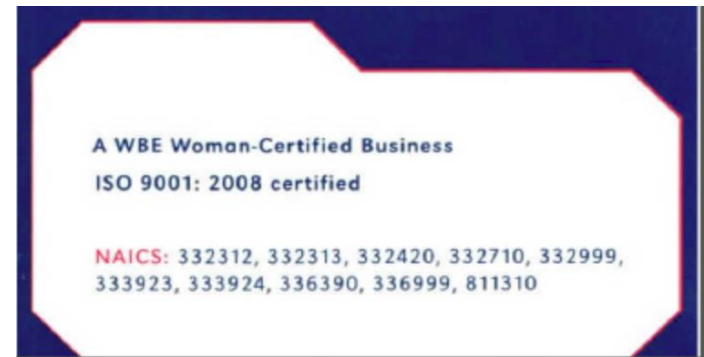 A WBE Woman-Certified Business
ISO 9001: 2008 certified
NAICS: 332312, 332313, 332420, 332710, 332999,
333923, 333924, 336390, 336999, 811310